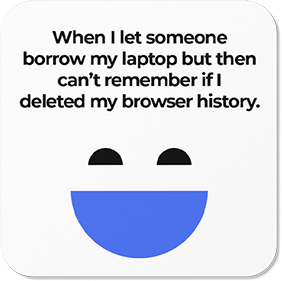 When I let someone
borrow my laptop but then
can’t remember if I
deleted my browser history.